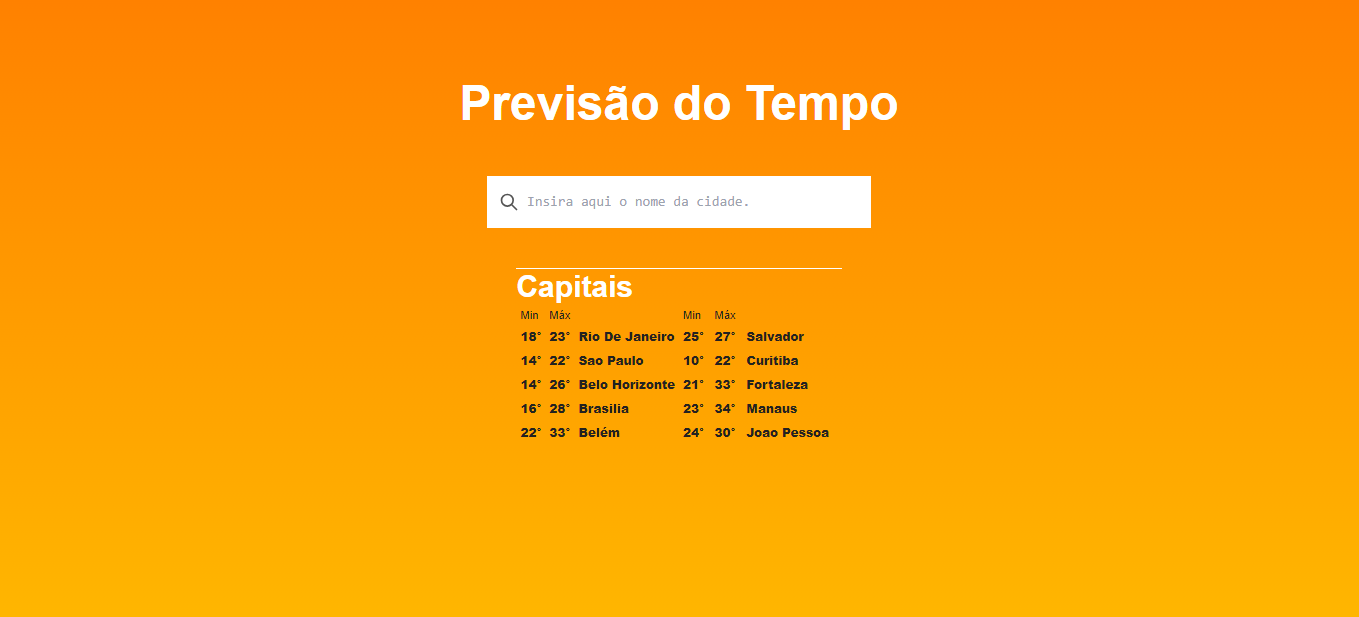 Previsão do Tempo
Insira aqui o nome da cidade.
Capitais
Min Máx Min Máx
18° 23° Rio De Janeiro 25° 27° Salvador
14° 22° Sao Paulo 10° 22° Curitiba
14° 26° Belo Horizonte 21° 33° Fortaleza
16° 28° Brasilia 23° 34° Manaus
22° 33° Belém 24° 30° Joao Pessoa